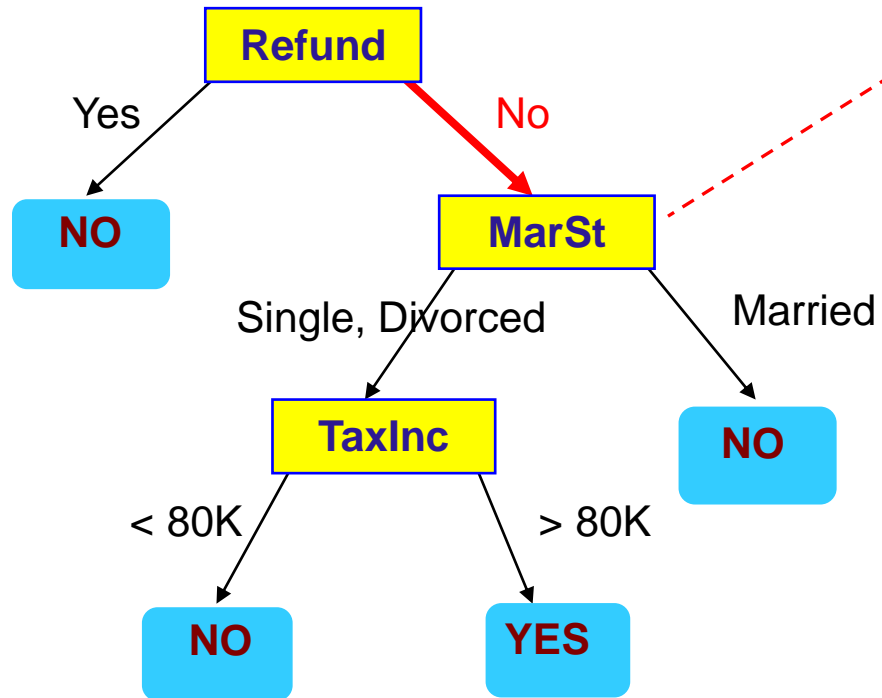 Refund
Yes
No
NO
MarSt
Single, Divorced
Married
TaxInc
NO
< 80K
> 80K
NO
YES